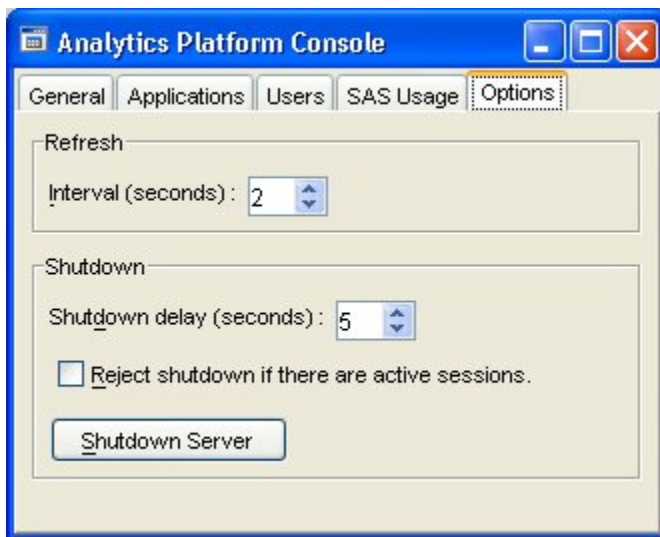 Analytics Platform Console
General Applications Users SAS Usage Options
Refresh
Interval (seconds) : 2
Shutdown
Shutdown delay (seconds) : 5
Reject shutdown if there are active sessions.
Shutdown Server